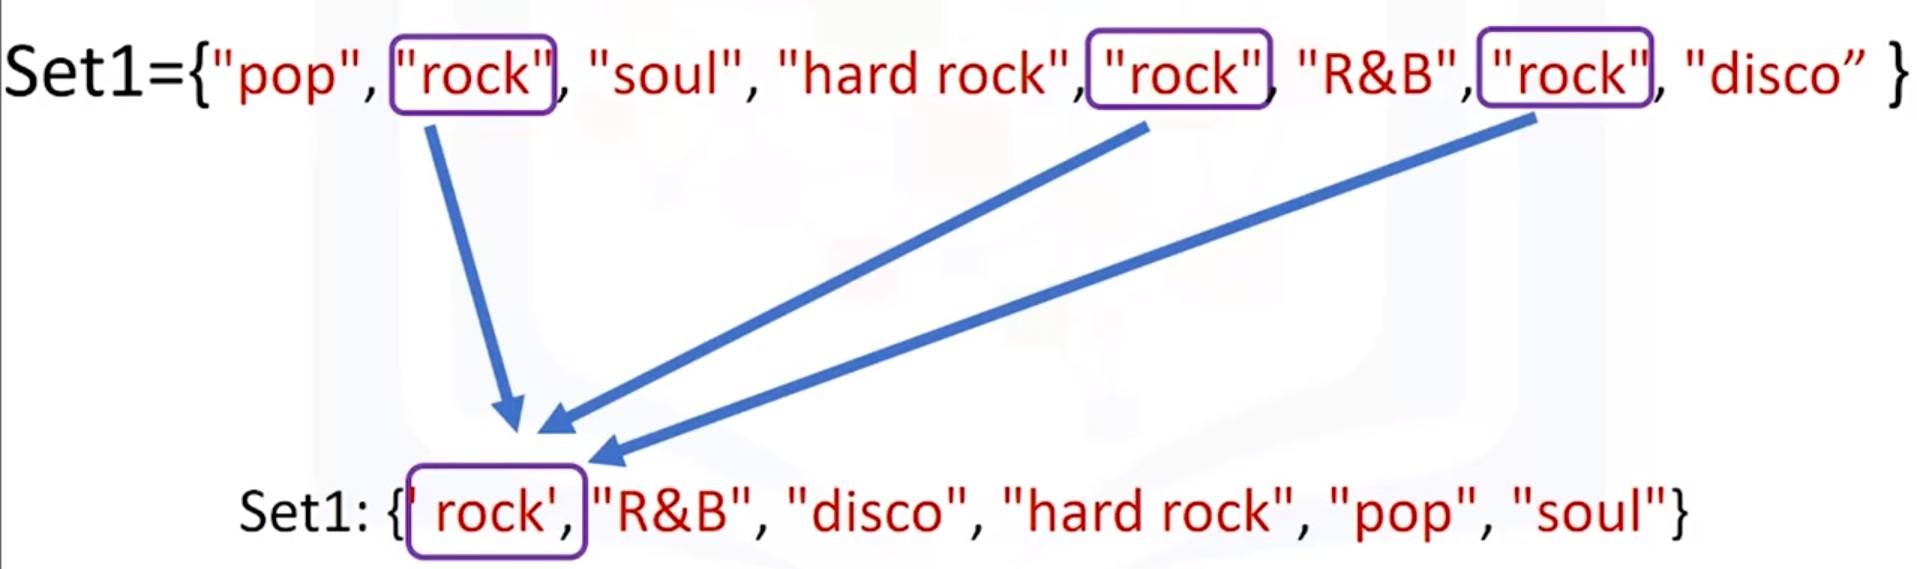 Set1={"pop", "rock", "soul", "hard rock", "rock", "R&B", "rock", "disco” }
Set1: {' rock', "R&B", "disco", "hard rock", "pop", "soul"}